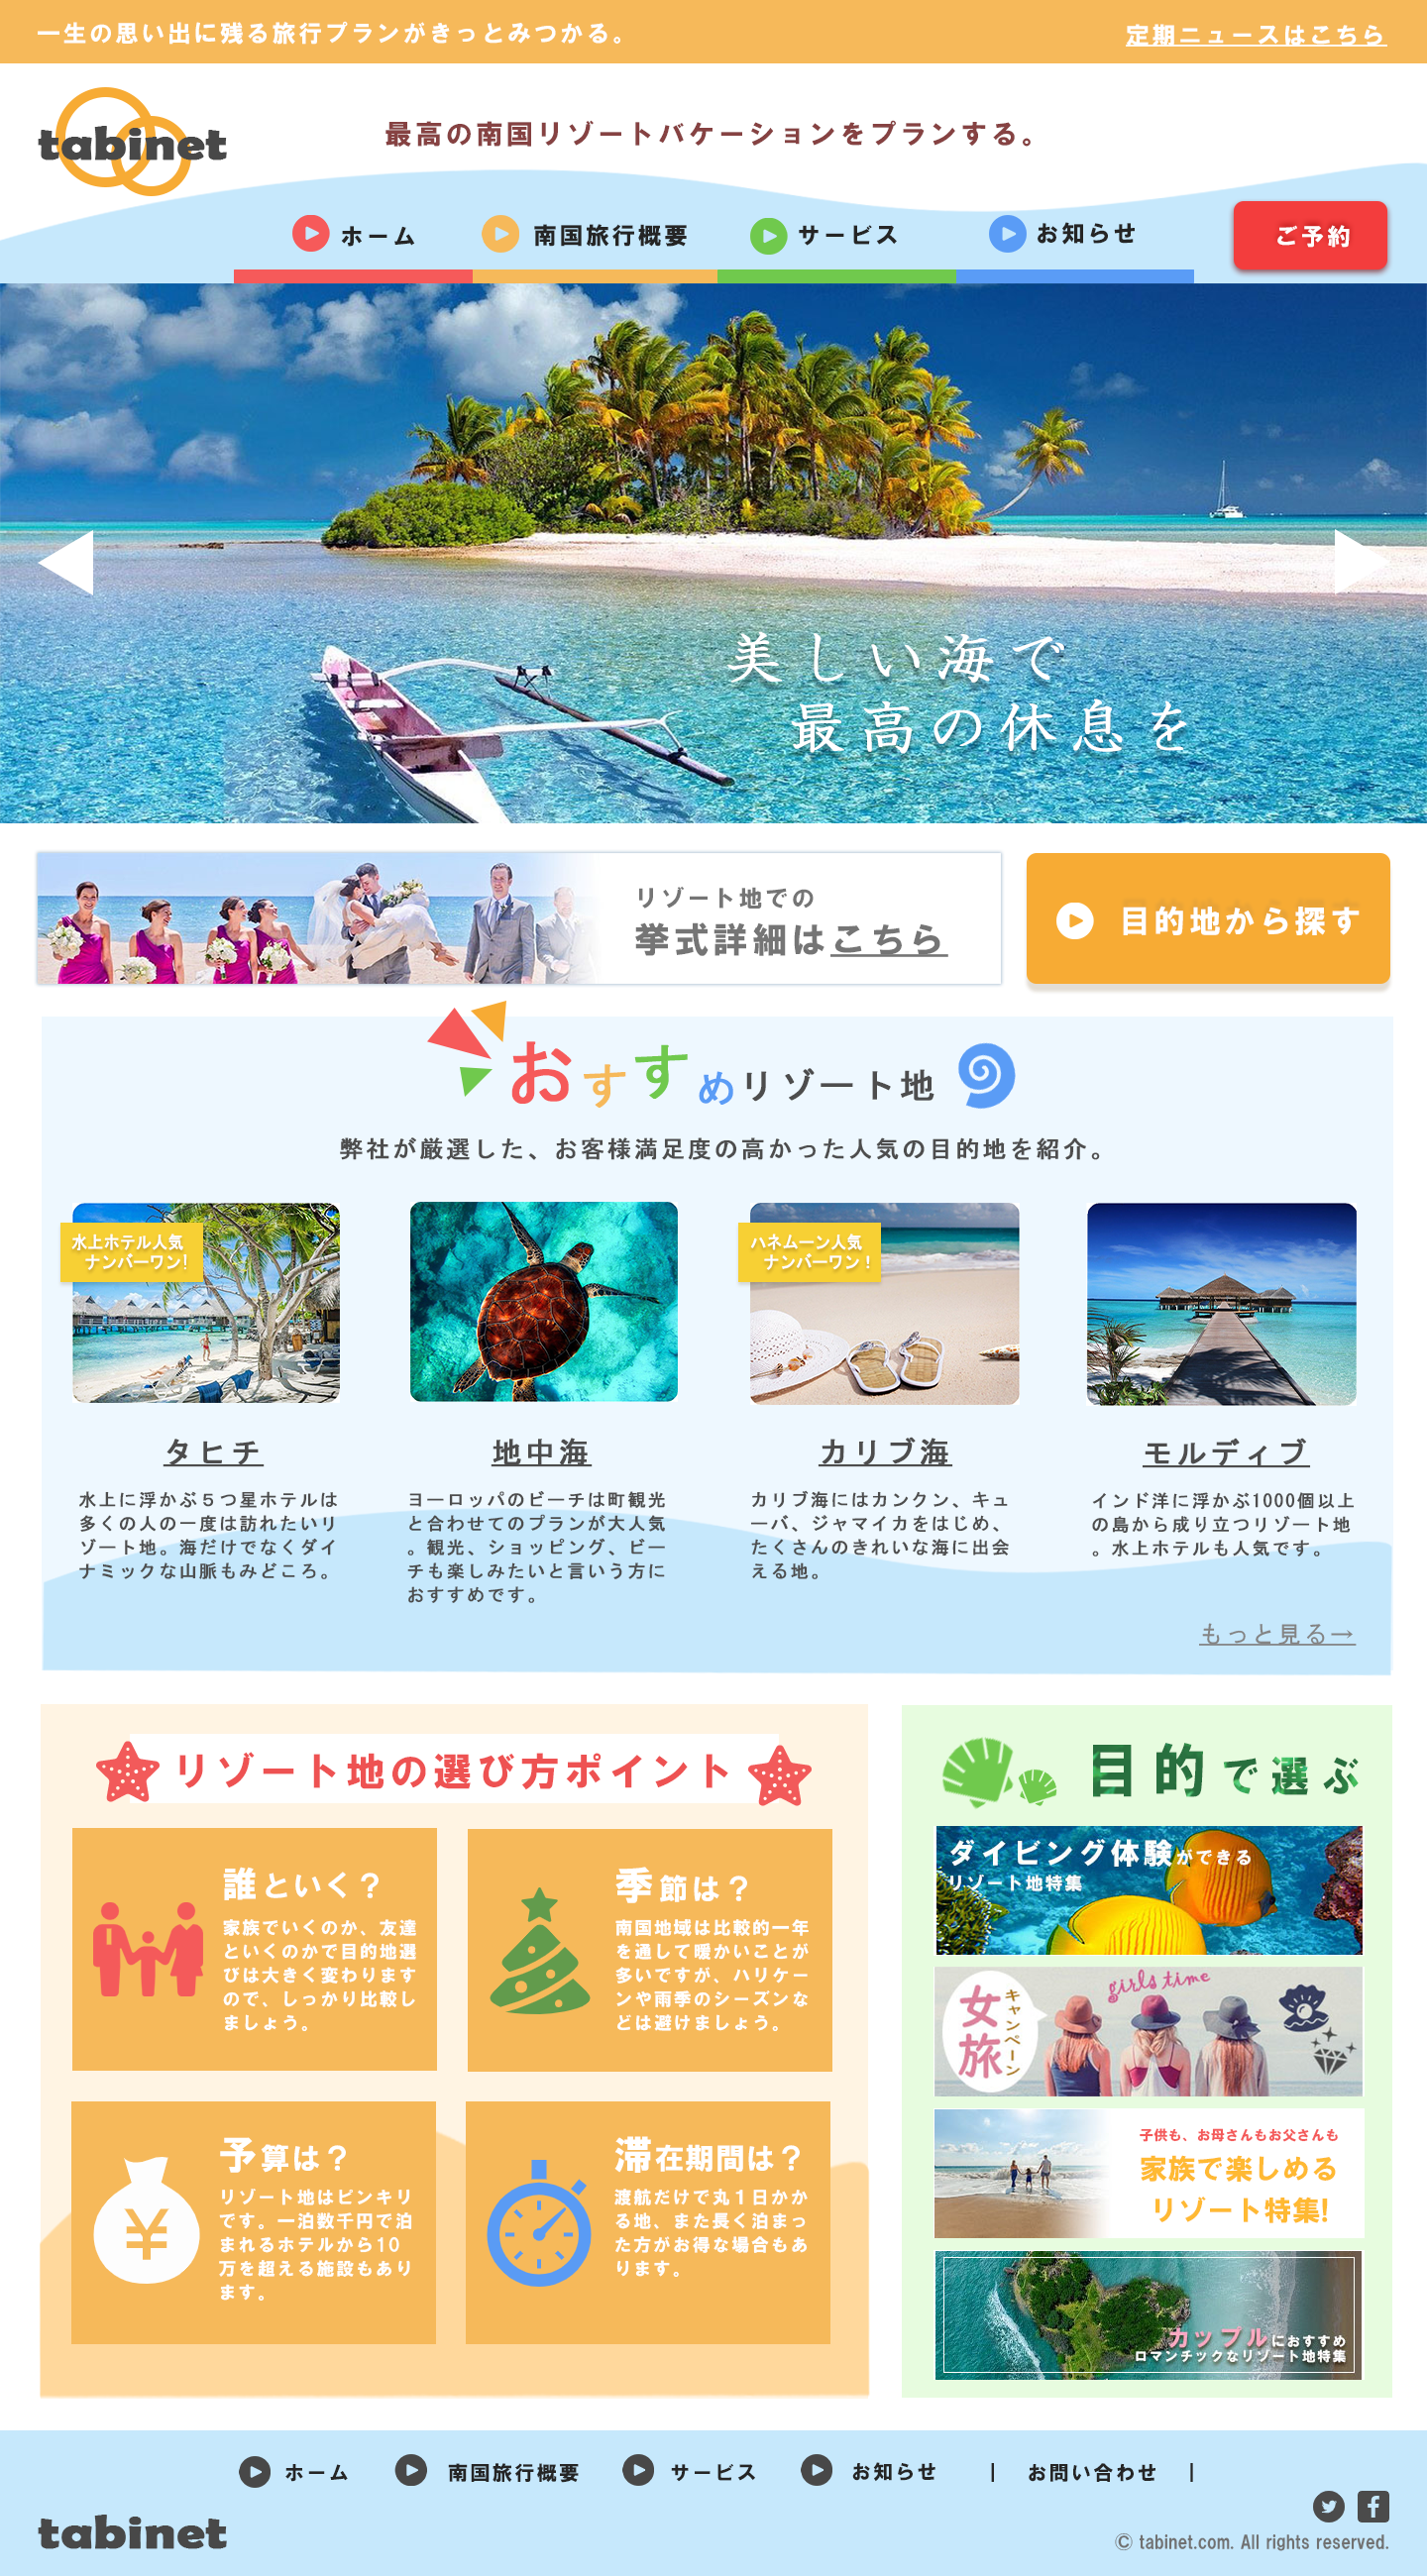 一生の思い出に残る旅行プランがきっとみつかる。
定期ニュースはこちら
tabinet
最高の南国リゾートバケーションをプランする。
ホーム
南国旅行概要
サービス
お知らせ
ご予約
美しい海で
最高の休息を
リゾート地での
挙式詳細はこちら
目的地から探す
おすすめリゾート地
弊社が厳選した、お客様満足度の高かった人気の目的地を紹介。
水上ホテル人気
ナンバーワン!
ハネムーン人気
ナンバーワン!
タヒチ
水上に浮かぶ5つ星ホテルは
多くの人の一度は訪れたいリ
ゾート地。海だけでなくダイ
ナミックな山脈もみどころ。
地中海
ヨーロッパのビーチは町観光
と合わせてのプランが大人気
。観光、ショッピング、ビー
チも楽しみたいと言いう方に
おすすめです。
カリブ海
カリブ海にはカンクン、キュ
ーバ、ジャマイカをはじめ、
たくさんのきれいな海に出会
える地。
モルディブ
インド洋に浮かぶ1000個以上
の島から成り立つリゾート地
。水上ホテルも人気です。
もっと見る→
リゾート地の選び方ポイント
誰といく?
家族でいくのか、友達
といくのかで目的地選
びは大きく変わります
ので、しっかり比較し
ましょう。
季節は?
南国地域は比較的一年
を通して暖かいことが
多いですが、ハリケー
ンや雨季のシーズンな
どは避けましょう。
¥
予算は?
リゾート地はピンキリ
です。一泊数千円で泊
まれるホテルから10
万を超える施設もあり
ます。
滞在期間は?
渡航だけで丸1日かか
る地、また長く泊まっ
た方がお得な場合もあ
ります。
目的で選ぶ
ダイビング体験ができる
リゾート地特集
女旅
キャンペーン
girls time
子供も、お母さんもお父さんも
家族で楽しめる
リゾート特集!
カップルにおすすめ
ロマンチックなリゾート地特集
ホーム
南国旅行概要
サービス
お知らせ
| お問い合わせ |
tabinet
© tabinet.com. All rights reserved.